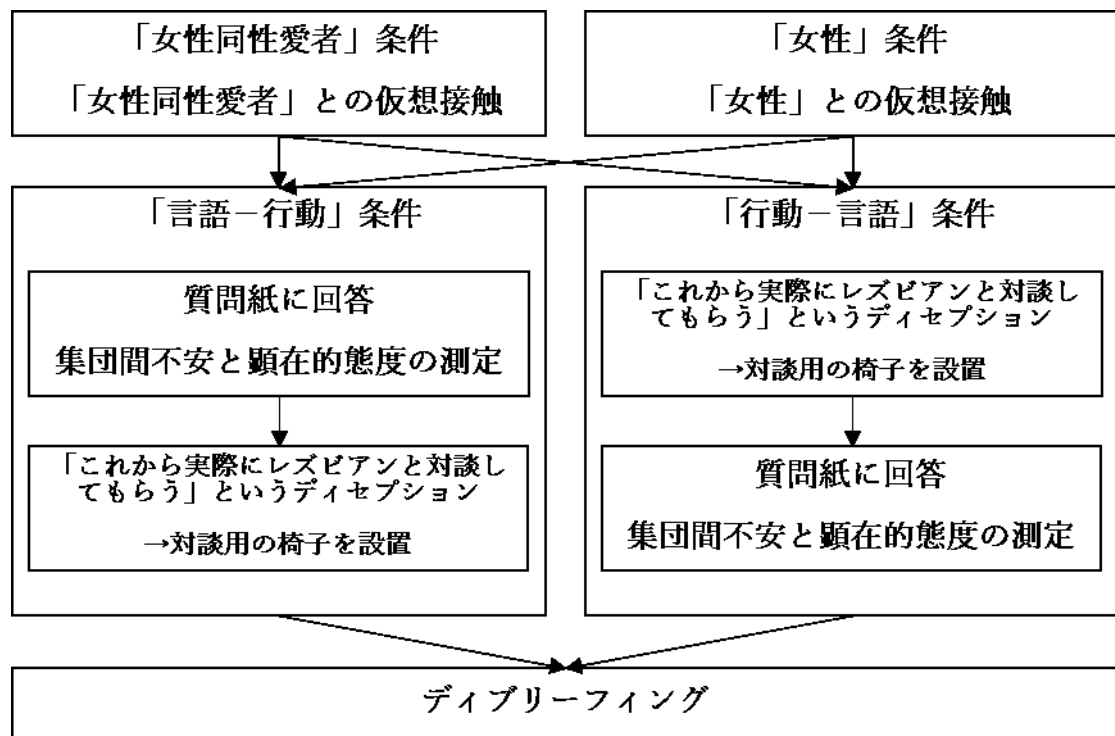 「女性同性愛者」条件
「女性同性愛者」との仮想接触
「女性」条件
「女性」との仮想接触
「言語－行動」条件
質問紙に回答
集団間不安と顕在的態度の測定
「これから実際にレズビアンと対談し
てもらう」というディセプション
→対談用の椅子を設置
「行動－言語」条件
「これから実際にレズビアンと対談し
てもらう」というディセプション
→対談用の椅子を設置
質問紙に回答
集団間不安と顕在的態度の測定
ディブリーフィング